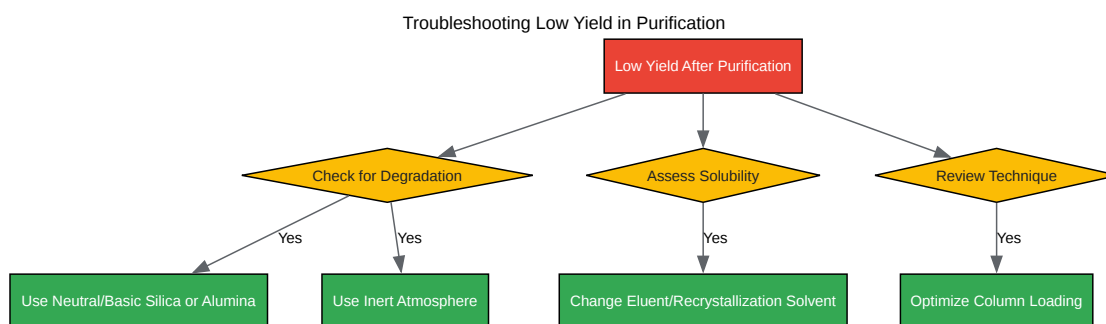 Troubleshooting Low Yield in Purification
Low Yield After Purification
Check for Degradation
Assess Solubility
Review Technique
Yes
Yes
Yes
Yes
Use Neutral/Basic Silica or Alumina
Use Inert Atmosphere
Change Eluent/Recrystallization Solvent
Optimize Column Loading